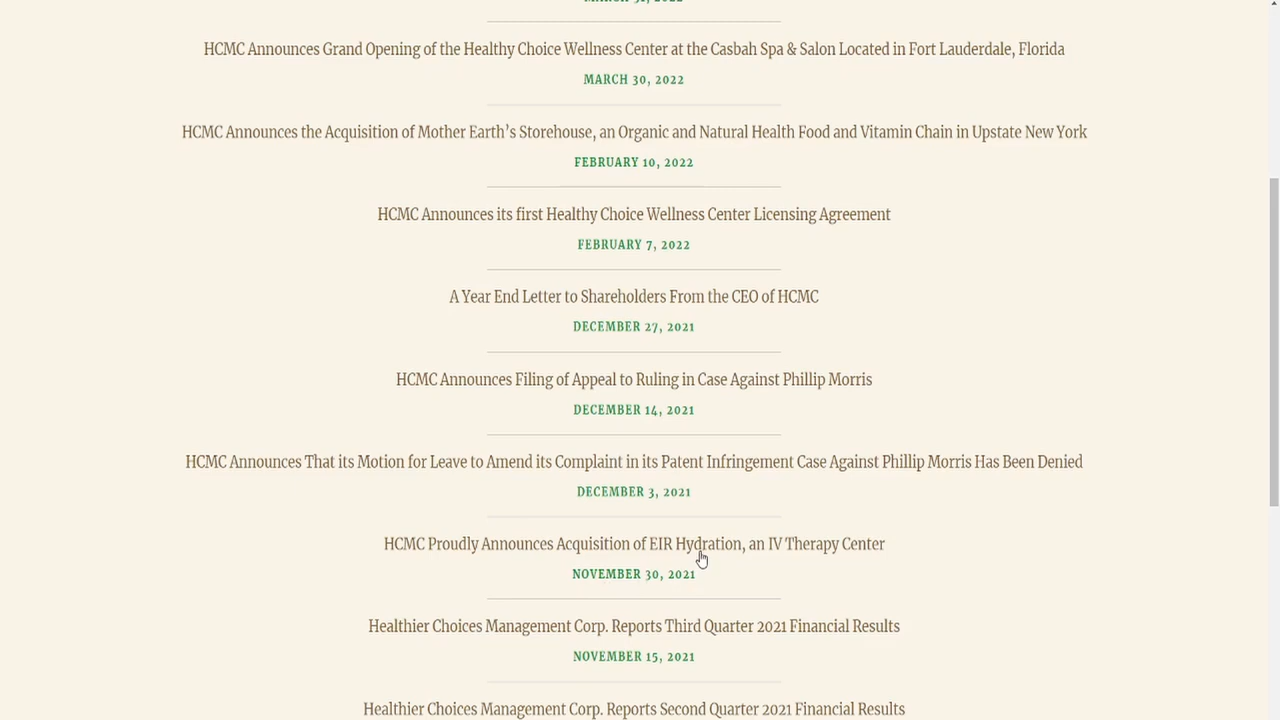 MARCH 31, 2022
HCMC Announces Grand Opening of the Healthy Choice Wellness Center at the Casbah Spa & Salon Located in Fort Lauderdale, Florida
MARCH 30, 2022
HCMC Announces the Acquisition of Mother Earth’s Storehouse, an Organic and Natural Health Food and Vitamin Chain in Upstate New York
FEBRUARY 10, 2022
HCMC Announces its first Healthy Choice Wellness Center Licensing Agreement
FEBRUARY 7, 2022
A Year End Letter to Shareholders From the CEO of HCMC
DECEMBER 27, 2021
HCMC Announces Filing of Appeal to Ruling in Case Against Phillip Morris
DECEMBER 14, 2021
HCMC Announces That its Motion for Leave to Amend its Complaint in its Patent Infringement Case Against Phillip Morris Has Been Denied
DECEMBER 3, 2021
HCMC Proudly Announces Acquisition of EIR Hydration, an IV Therapy Center
NOVEMBER 30, 2021
Healthier Choices Management Corp. Reports Third Quarter 2021 Financial Results
NOVEMBER 15, 2021
Healthier Choices Management Corp. Reports Second Quarter 2021 Financial Results